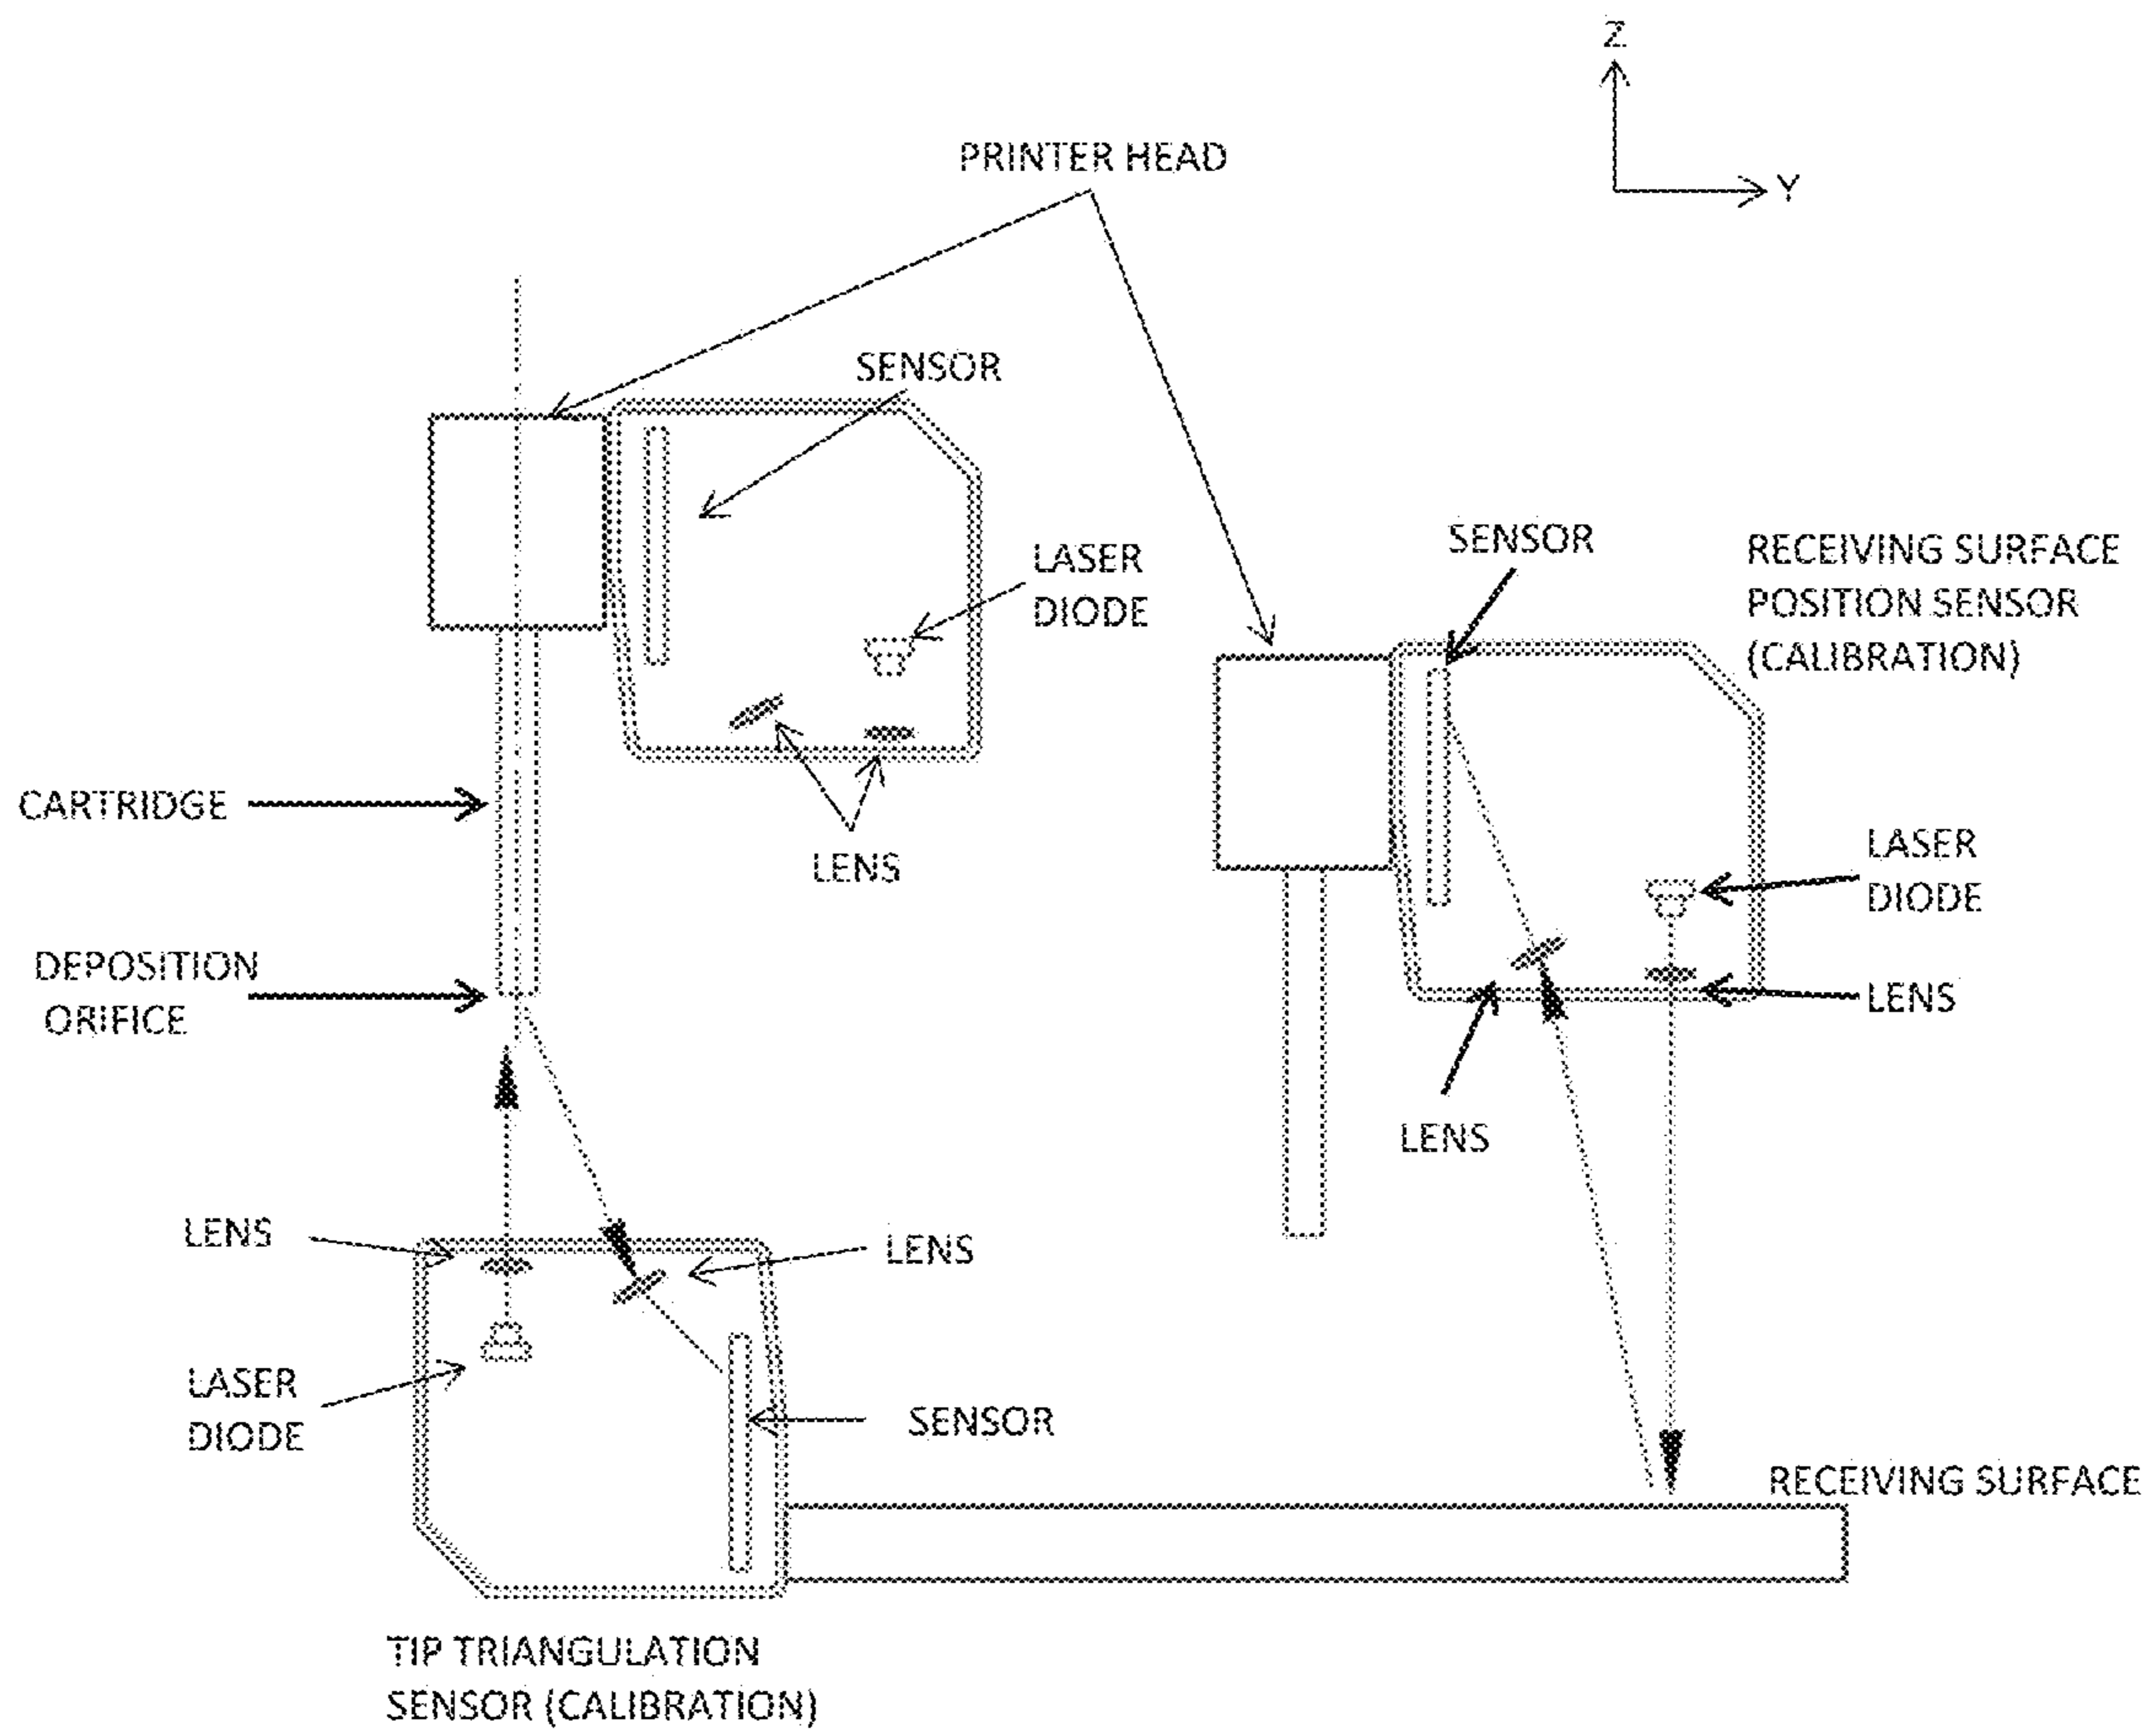 Z
Y
PRINTER HEAD
SENSOR
LASER
DIODE
SENSOR
RECEIVING SURFACE
POSITION SENSOR
(CALIBRATION)
CARTRIDGE
LENS
LASER
DIODE
DEPOSITION
ORIFICE
LENS
LENS
LENS
LENS
LASER
DIODE
SENSOR
RECEIVING SURFACE
TIP TRIANGULATION
SENSOR (CALIBRATION)